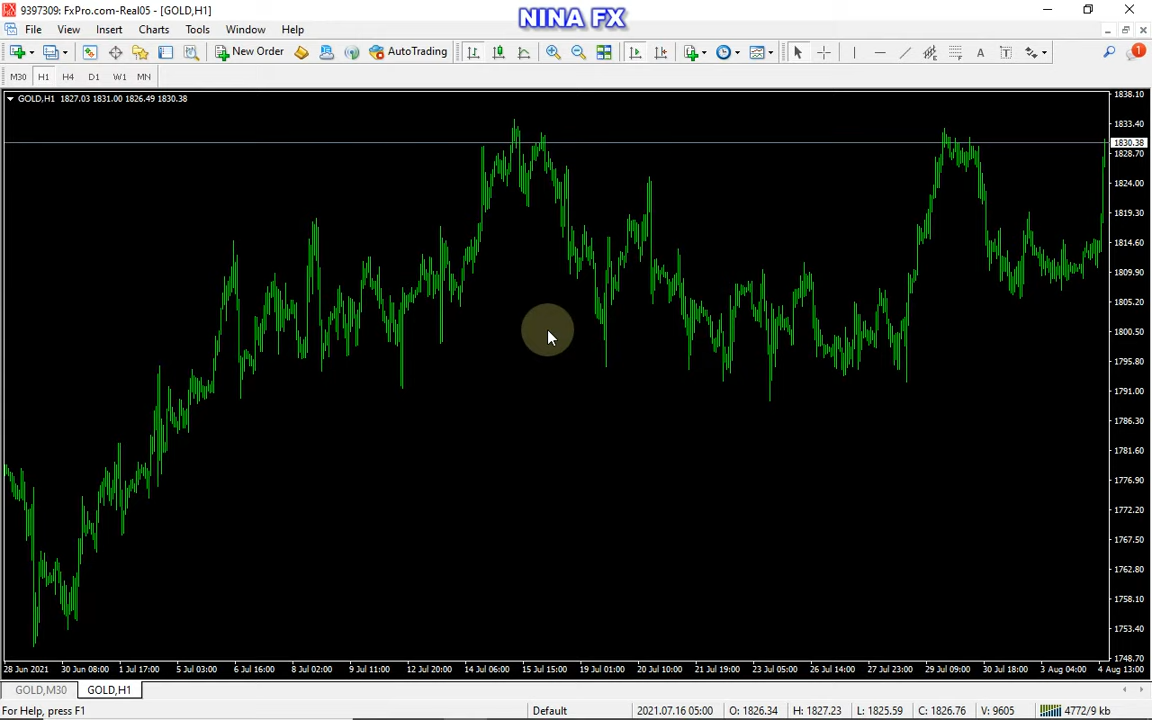 9397309: FxPro.com-Real05 - [GOLD,H1]
NINA FX
File View Insert Charts Tools Window Help
New Order AutoTrading
1
M30 H1 H4 D1 W1 MN
GOLD,H1 1827.03 1831.00 1826.49 1830.38
1838.10
1833.40
1830.38
1828.70
1824.00
1819.30
1814.60
1809.90
1805.20
1800.50
1795.80
1791.00
1786.30
1781.60
1776.90
1772.20
1767.50
1762.80
1758.10
1753.40
1748.70
28 Jun 2021 30 Jun 08:00 1 Jul 17:00 5 Jul 03:00 6 Jul 16:00 8 Jul 02:00 9 Jul 11:00 12 Jul 20:00 14 Jul 06:00 15 Jul 15:00 19 Jul 01:00 20 Jul 10:00 21 Jul 19:00 23 Jul 05:00 26 Jul 14:00 27 Jul 23:00 29 Jul 09:00 30 Jul 18:00 3 Aug 04:00 4 Aug 13:00
GOLD,M30 GOLD,H1
For Help, press F1 Default 2021.07.16 05:00 O: 1826.34 H: 1827.23 L: 1825.59 C: 1826.76 V: 9605 4772/9 kb